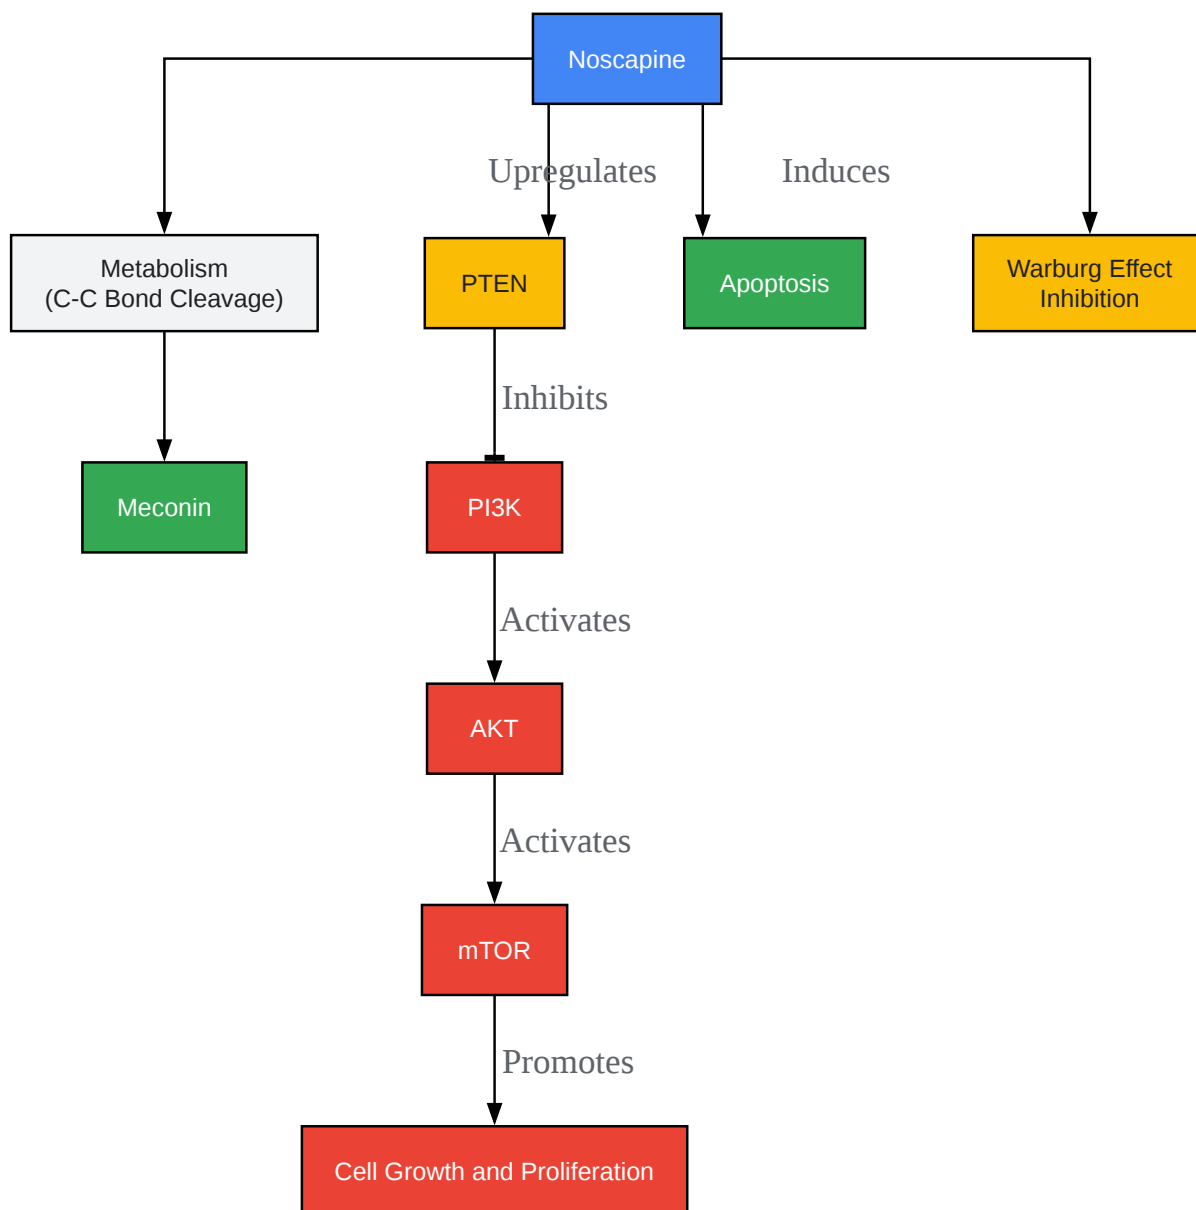 Noscapine
Upregulates
Induces
Metabolism
(C-C Bond Cleavage)
PTEN
Apoptosis
Warburg Effect
Inhibition
Inhibits
Meconin
PI3K
Activates
AKT
Activates
mTOR
Promotes
Cell Growth and Proliferation